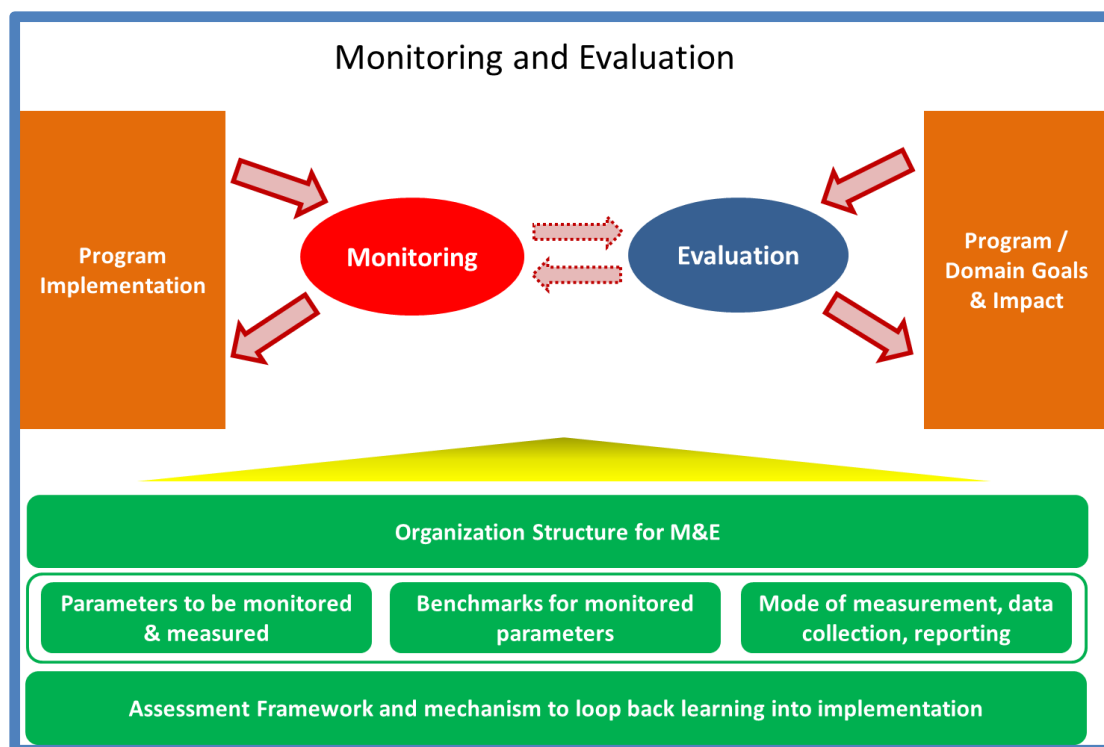 Monitoring and Evaluation
Program
Implementation
Monitoring
Evaluation
Program /
Domain Goals
& Impact
Organization Structure for M&E
Parameters to be monitored
& measured
Benchmarks for monitored
parameters
Mode of measurement, data
collection, reporting
Assessment Framework and mechanism to loop back learning into implementation